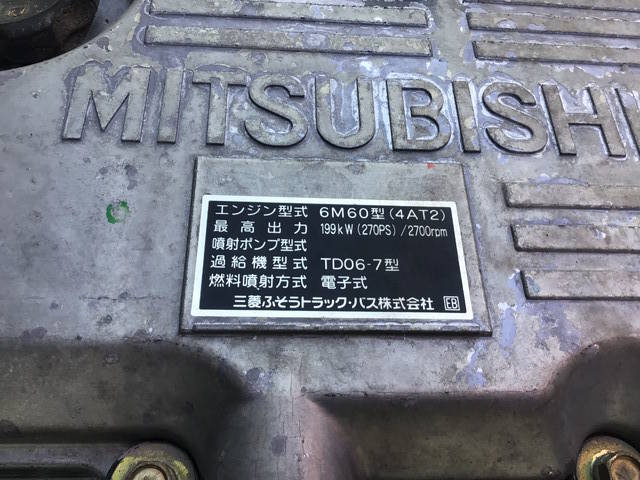 MITSUBISHI
エンジン型式 6M60型(4AT2)
最高出力 199kW(270PS)/2700rpm
噴射ポンプ型式
過給機型式 TD06-7型
燃料噴射方式 電子式
三菱ふそうトラック・バス株式会社 EB